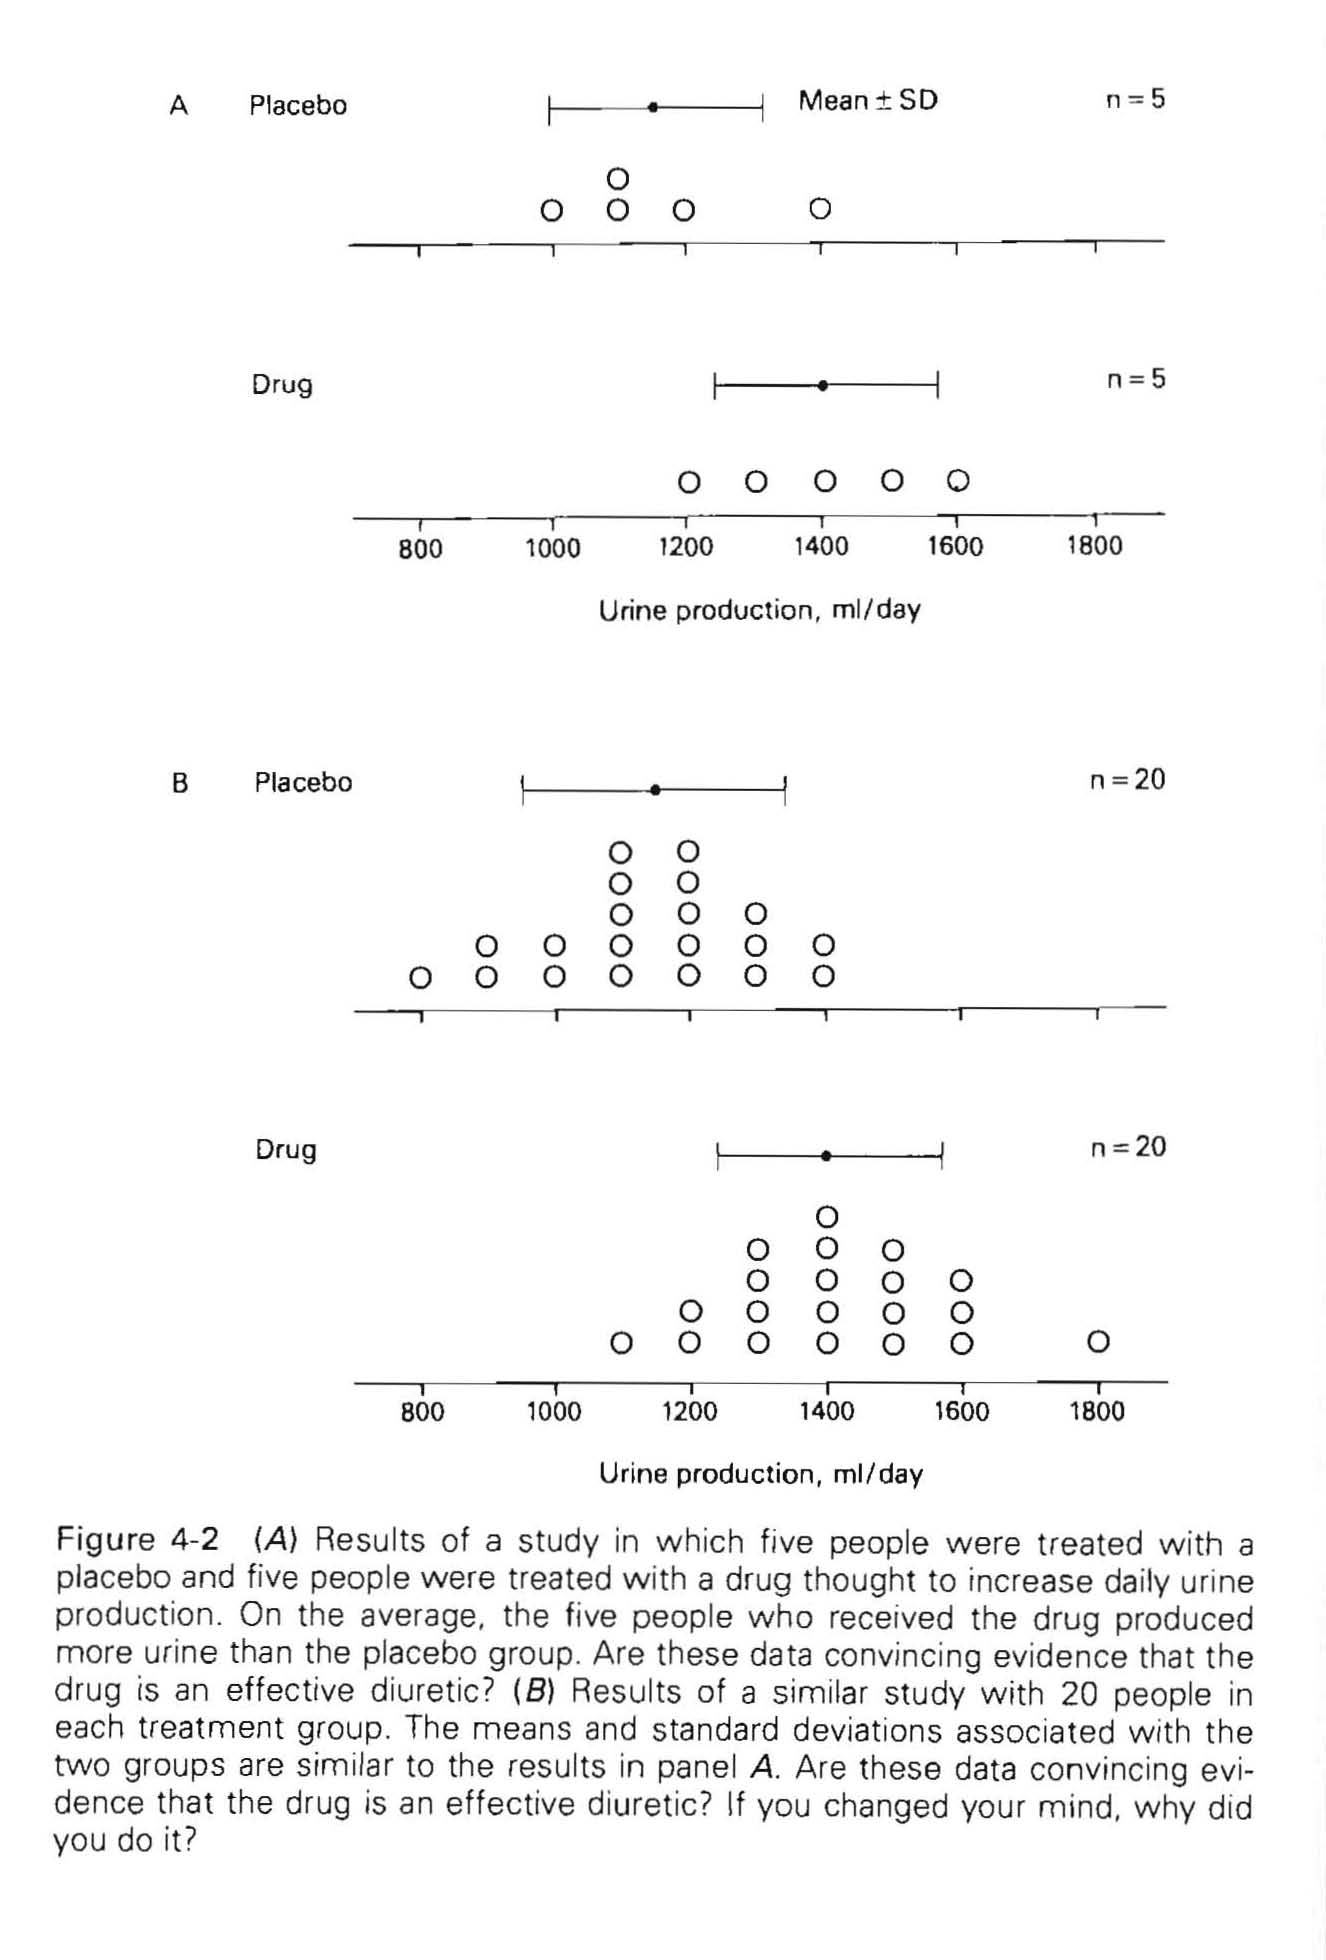 A Placebo Mean ± SD n = 5
Drug n = 5
800 1000 1200 1400 1600 1800
Urine production, ml/day
B Placebo n = 20
Drug n = 20
800 1000 1200 1400 1600 1800
Urine production, ml/day
Figure 4-2 (A) Results of a study in which five people were treated with a
placebo and five people were treated with a drug thought to increase daily urine
production. On the average, the five people who received the drug produced
more urine than the placebo group. Are these data convincing evidence that the
drug is an effective diuretic? (B) Results of a similar study with 20 people in
each treatment group. The means and standard deviations associated with the
two groups are similar to the results in panel A. Are these data convincing evi-
dence that the drug is an effective diuretic? If you changed your mind, why did
you do it?